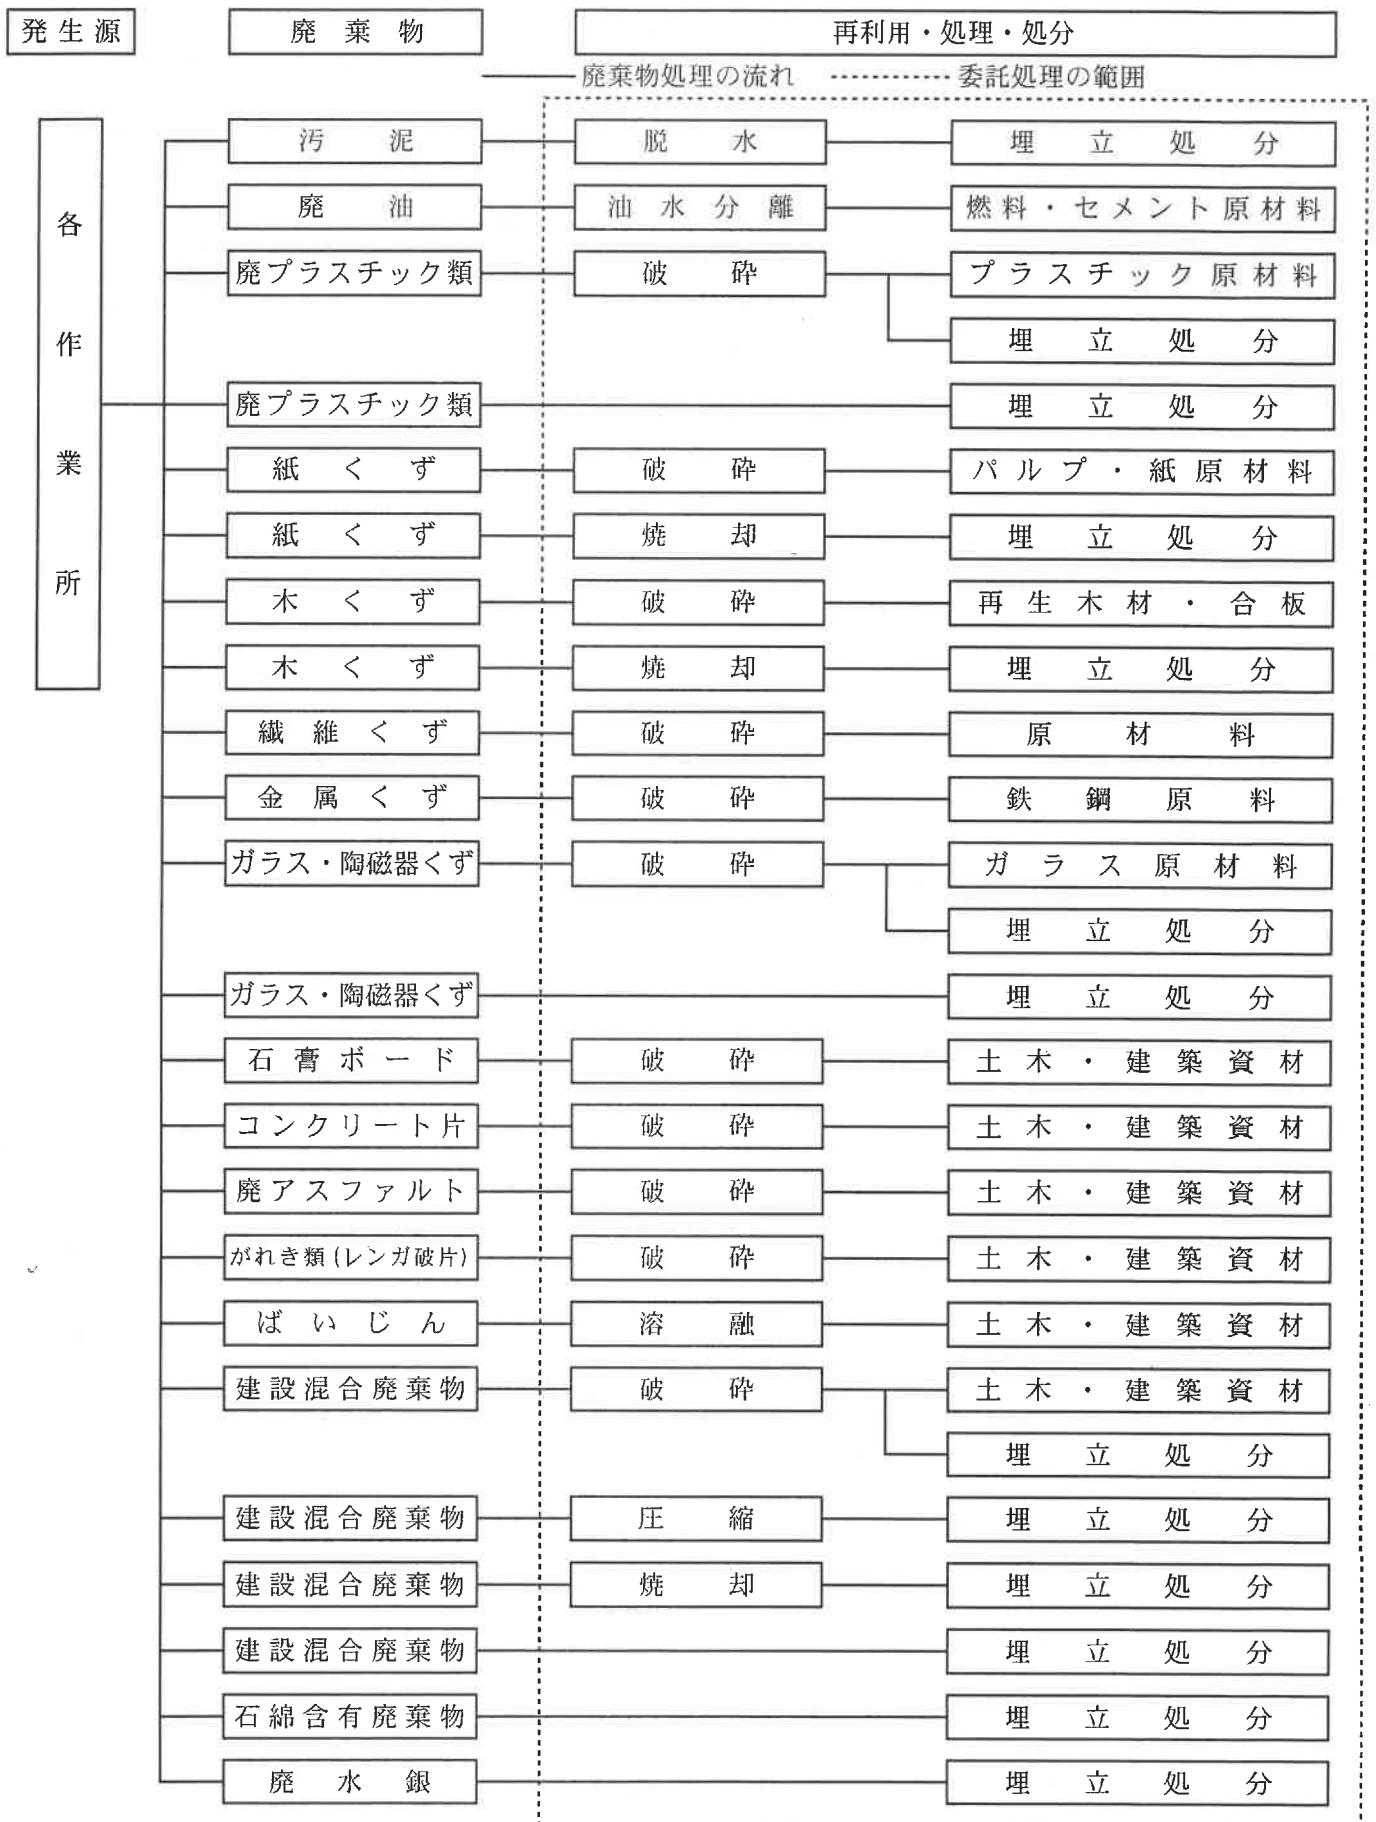 発生源 廃棄物 再利用・処理・処分
廃棄物処理の流れ 委託処理の範囲
各作業所
汚泥 脱水 埋立処分
廃油 油水分離 燃料・セメント原材料
廃プラスチック類 破砕 プラスチック原材料
埋立処分
廃プラスチック類 埋立処分
紙くず 破砕 パルプ・紙原材料
紙くず 焼却 埋立処分
木くず 破砕 再生木材・合板
木くず 焼却 埋立処分
繊維くず 破砕 原材料
金属くず 破砕 鉄鋼原料
ガラス・陶磁器くず 破砕 ガラス原材料
埋立処分
ガラス・陶磁器くず 埋立処分
石膏ボード 破砕 土木・建築資材
コンクリート片 破砕 土木・建築資材
廃アスファルト 破砕 土木・建築資材
がれき類(レンガ破片) 破砕 土木・建築資材
ばいじん 溶融 土木・建築資材
建設混合廃棄物 破砕 土木・建築資材
埋立処分
建設混合廃棄物 圧縮 埋立処分
建設混合廃棄物 焼却 埋立処分
建設混合廃棄物 埋立処分
石綿含有廃棄物 埋立処分
廃水銀 埋立処分